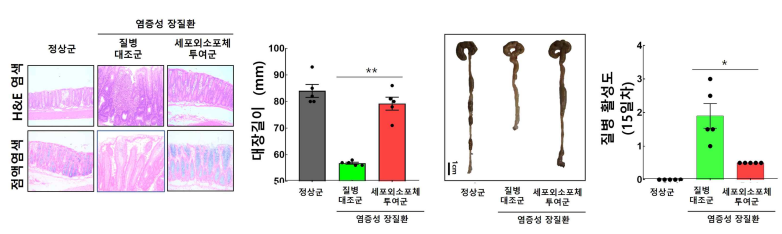 염증성 장질환
정상군
질병
대조군
세포외소포체
투여군
H&E 염색
점액염색
대장길이 (mm)
100
90
80
70
60
50
**
정상군
질병
대조군
세포외소포체
투여군
염증성 장질환
1cm
정상군
질병
대조군
세포외소포체
투여군
염증성 장질환
질병 활성도
(15일차)
4
3
2
1
0
*
정상군
질병
대조군
세포외소포체
투여군
염증성 장질환